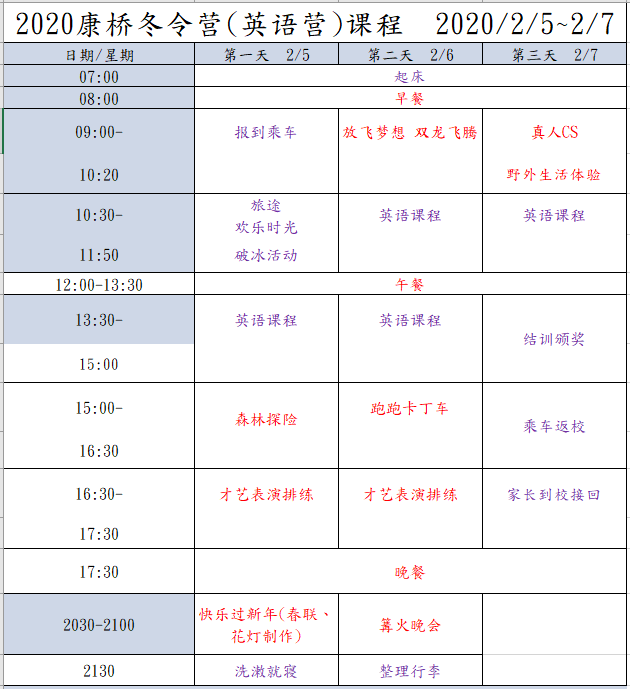 2020康桥冬令营(英语营)课程 2020/2/5~2/7
日期/星期 第一天 2/5 第二天 2/6 第三天 2/7
07:00 起床
08:00 早餐
09:00- 报到乘车 放飞梦想 双龙飞腾 真人CS
10:20 野外生活体验
旅途
10:30- 欢乐时光 英语课程 英语课程
11:50 破冰活动
12:00-13:30 午餐
13:30- 英语课程 英语课程
结训颁奖
15:00
15:00- 跑跑卡丁车
森林探险 乘车返校
16:30
16:30- 才艺表演排练 才艺表演排练 家长到校接回
17:30
17:30 晚餐
快乐过新年(春联、
2030-2100 花灯制作) 篝火晚会
2130 洗漱就寝 整理行李